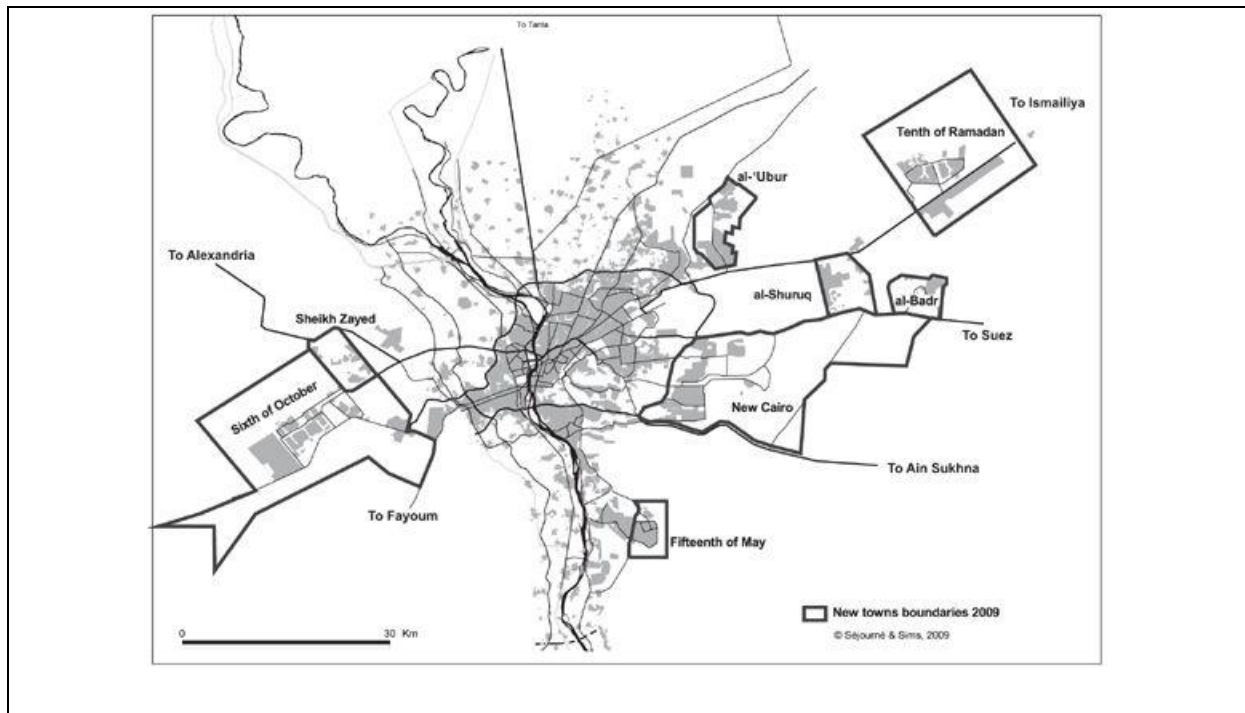 To Tanta
To Ismailiya
Tenth of Ramadan
al-'Ubur
To Alexandria
al-Shuruq
al-Badr
Sheikh Zayed
To Suez
Sixth of October
New Cairo
To Ain Sukhna
To Fayoum
Fifteenth of May
New towns boundaries 2009
0 30 Km
© Séjourné & Sims, 2009